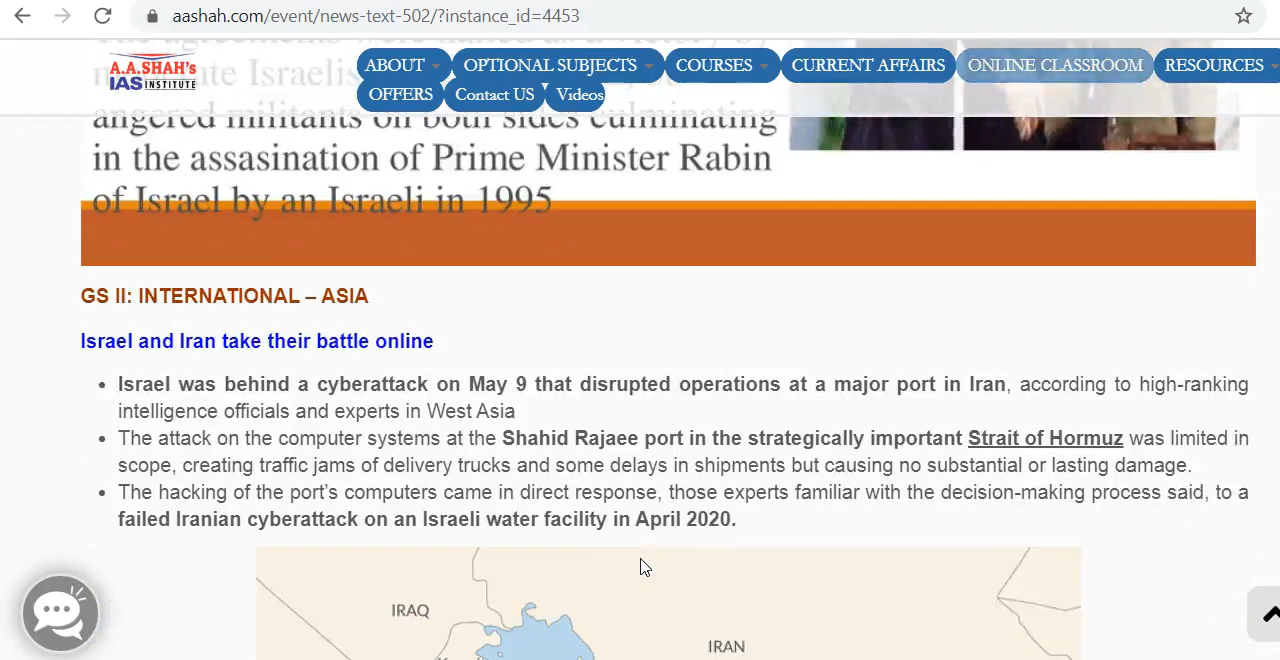 aashah.com/event/news-text-502/?instance_id=4453
A.A.SHAH's
IAS INSTITUTE
ABOUT
OPTIONAL SUBJECTS
COURSES
CURRENT AFFAIRS
ONLINE CLASSROOM
RESOURCES
OFFERS
Contact US
Videos
angered militants on both sides culminating
in the assasination of Prime Minister Rabin
of Israel by an Israeli in 1995
GS II: INTERNATIONAL – ASIA
Israel and Iran take their battle online
• Israel was behind a cyberattack on May 9 that disrupted operations at a major port in Iran, according to high-ranking
intelligence officials and experts in West Asia
• The attack on the computer systems at the Shahid Rajaee port in the strategically important Strait of Hormuz was limited in
scope, creating traffic jams of delivery trucks and some delays in shipments but causing no substantial or lasting damage.
• The hacking of the port's computers came in direct response, those experts familiar with the decision-making process said, to a
failed Iranian cyberattack on an Israeli water facility in April 2020.
IRAQ
IRAN